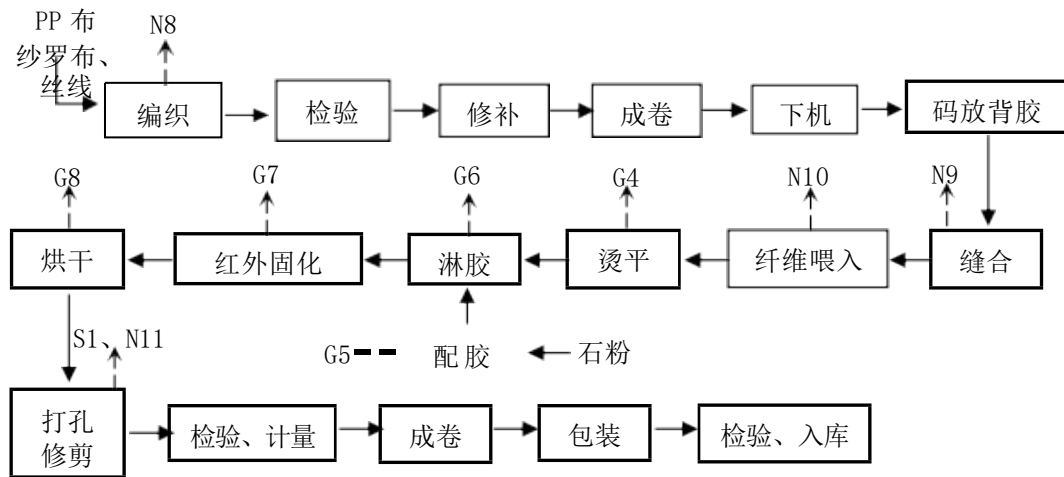 PP 布
纱罗布、
丝线
N8
编织
检验
修补
成卷
下机
码放背胶
G8
G7
G6
G4
N10
N9
烘干
红外固化
淋胶
烫平
纤维喂入
缝合
S1、N11
G5
配 胶
石粉
打孔
修剪
检验、计量
成卷
包装
检验、入库